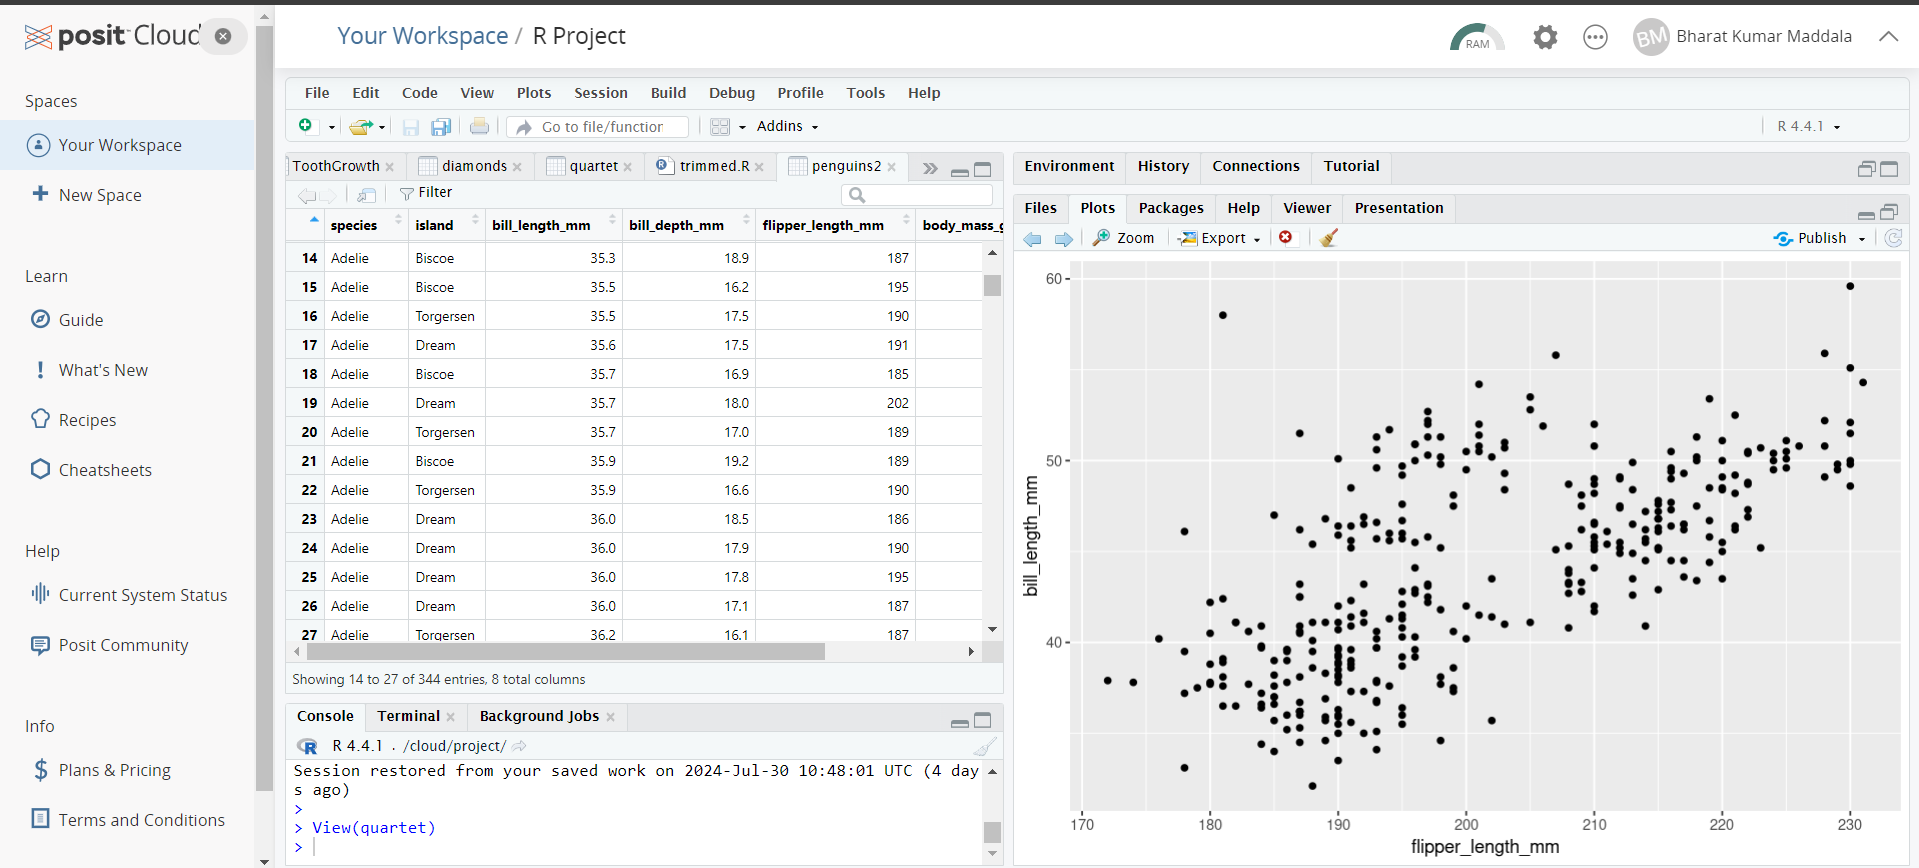 posit Cloud
Spaces
Your Workspace
New Space
Learn
Guide
What's New
Recipes
Cheatsheets
Help
Current System Status
Posit Community
Info
Plans & Pricing
Terms and Conditions
Your Workspace / R Project
RAM
BM
Bharat Kumar Maddala
File Edit Code View Plots Session Build Debug Profile Tools Help
Go to file/function
Addins
R 4.4.1
ToothGrowth diamonds quartet trimmed.R penguins2
Filter
species island bill_length_mm bill_depth_mm flipper_length_mm body_mass_g
14 Adelie Biscoe 35.3 18.9 187
15 Adelie Biscoe 35.5 16.2 195
16 Adelie Torgersen 35.5 17.5 190
17 Adelie Dream 35.6 17.5 191
18 Adelie Biscoe 35.7 16.9 185
19 Adelie Dream 35.7 18.0 202
20 Adelie Torgersen 35.7 17.0 189
21 Adelie Biscoe 35.9 19.2 189
22 Adelie Torgersen 35.9 16.6 190
23 Adelie Dream 36.0 18.5 186
24 Adelie Dream 36.0 17.9 190
25 Adelie Dream 36.0 17.8 195
26 Adelie Dream 36.0 17.1 187
27 Adelie Torgersen 36.2 16.1 187
Showing 14 to 27 of 344 entries, 8 total columns
Console Terminal Background Jobs
R 4.4.1 . /cloud/project/
Session restored from your saved work on 2024-Jul-30 10:48:01 UTC (4 day
s ago)
>
> View(quartet)
>
Environment History Connections Tutorial
Files Plots Packages Help Viewer Presentation
Zoom Export Publish
60
50
40
bill_length_mm
170 180 190 200 210 220 230
flipper_length_mm